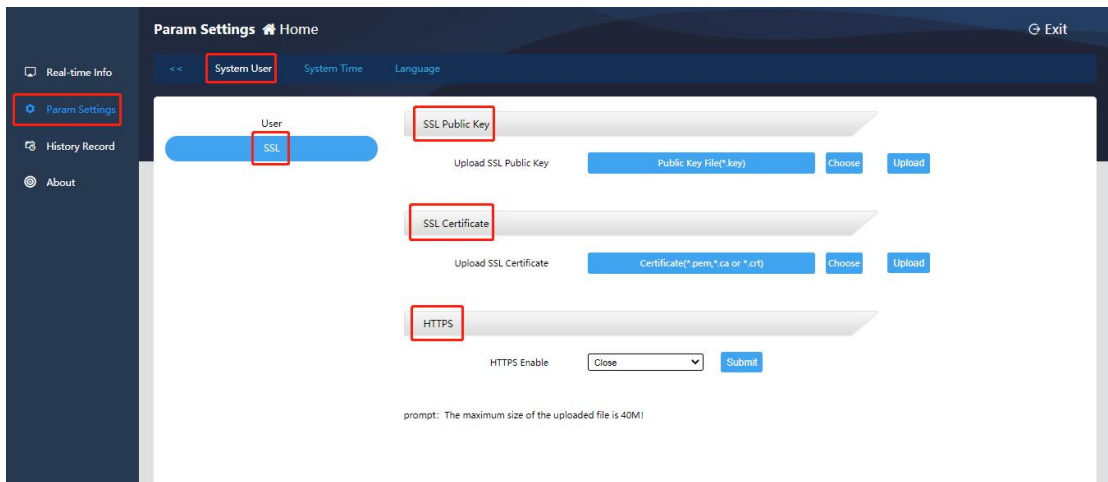 Param Settings Home
Exit
Real-time Info
Param Settings
History Record
About
<< System User System Time Language
User
SSL
SSL Public Key
Upload SSL Public Key Public Key File(*.key) Choose Upload
SSL Certificate
Upload SSL Certificate Certificate(*.pem,*.ca or *.crt) Choose Upload
HTTPS
HTTPS Enable Close Submit
prompt: The maximum size of the uploaded file is 40M!